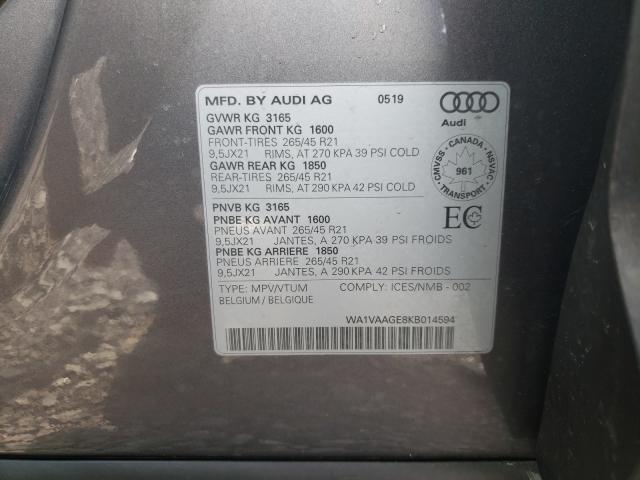 MFD. BY AUDI AG 0519
Audi
GVWR KG 3165
GAWR FRONT KG 1600
FRONT-TIRES 265/45 R21
9,5JX21 RIMS, AT 270 KPA 39 PSI COLD
GAWR REAR KG 1850
REAR-TIRES 265/45 R21
9,5JX21 RIMS, AT 290 KPA 42 PSI COLD
CMVSS - CANADA - NSVAC
961
TRANSPORT
PNVB KG 3165
PNBE KG AVANT 1600
PNEUS AVANT 265/45 R21
9,5JX21 JANTES, A 270 KPA 39 PSI FROIDS
PNBE KG ARRIERE 1850
PNEUS ARRIERE 265/45 R21
9,5JX21 JANTES, A 290 KPA 42 PSI FROIDS
EC
TYPE: MPV/VTUM COMPLY: ICES/NMB - 002
BELGIUM / BELGIQUE
WA1VAAGE8KB014594